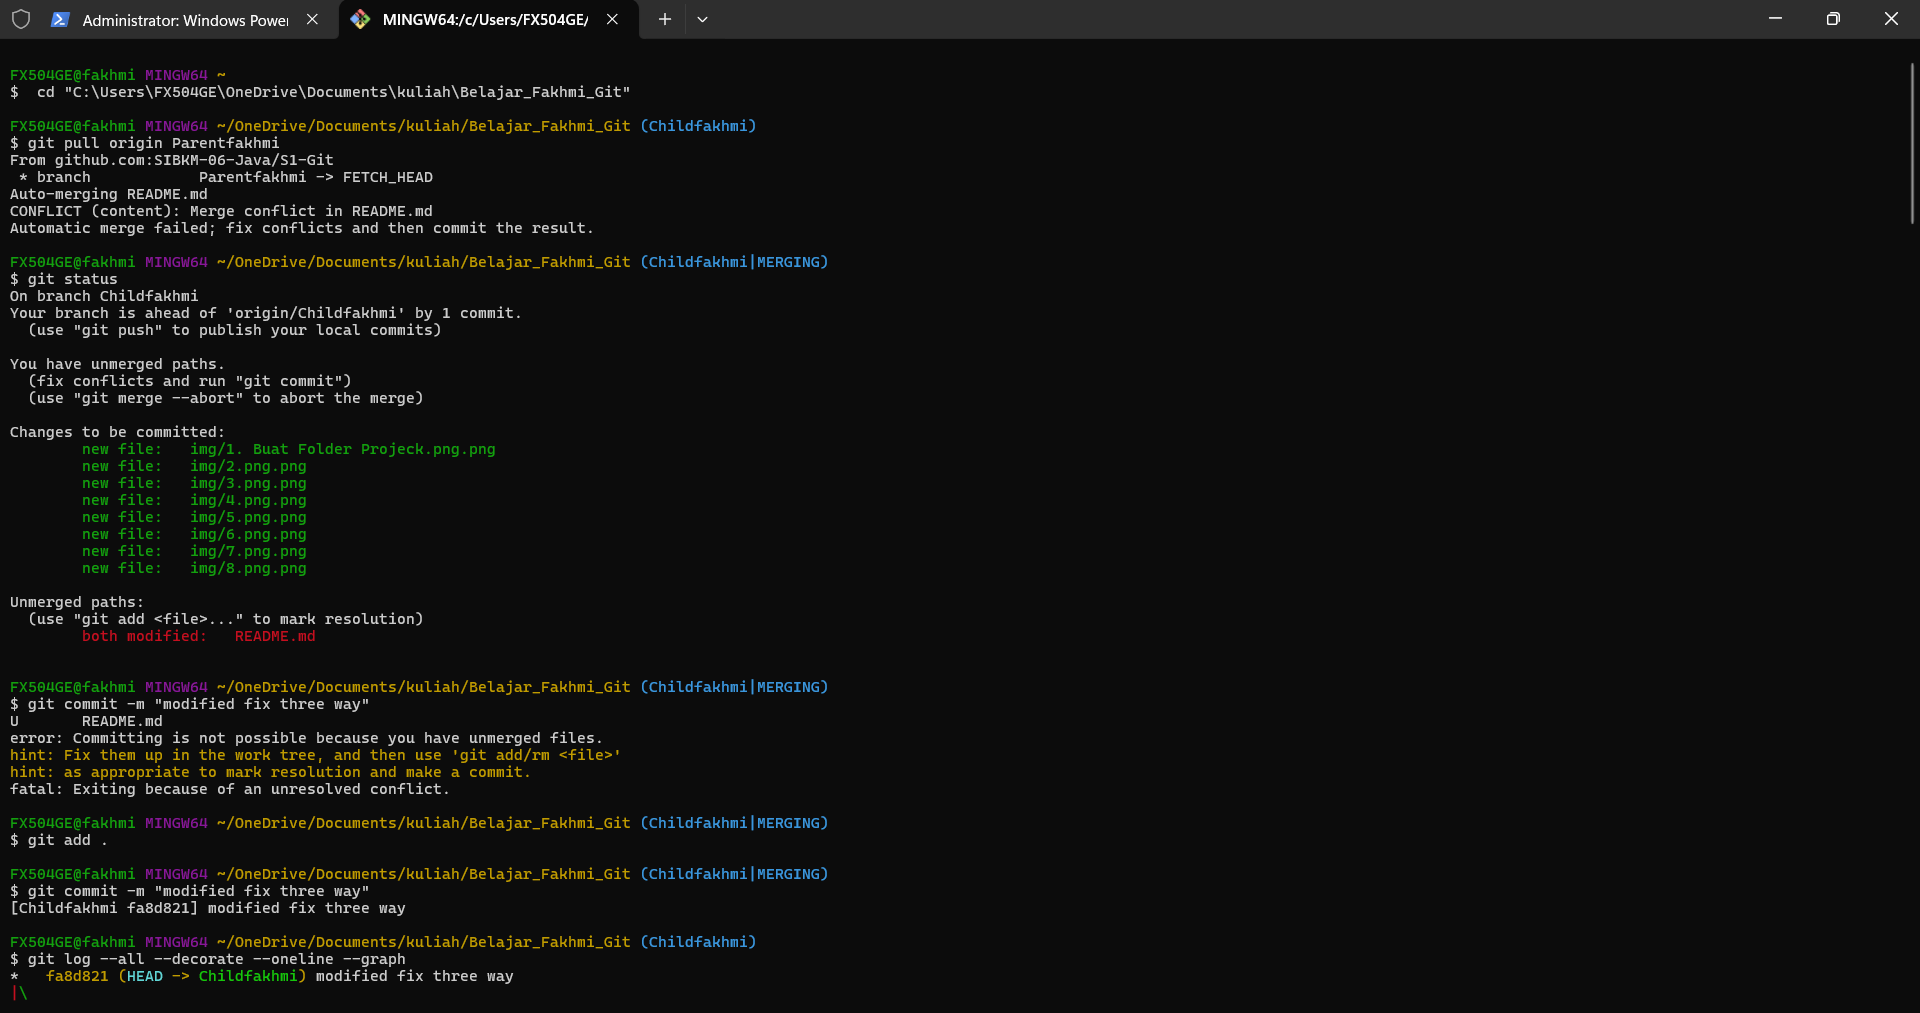 Administrator: Windows Power
MINGW64:/c/Users/FX504GE/
FX504GE@fakhmi MINGW64 ~
$  cd "C:\Users\FX504GE\OneDrive\Documents\kuliah\Belajar_Fakhmi_Git"
FX504GE@fakhmi MINGW64 ~/OneDrive/Documents/kuliah/Belajar_Fakhmi_Git (Childfakhmi)
$ git pull origin Parentfakhmi
From github.com:SIBKM-06-Java/S1-Git
 * branch            Parentfakhmi -> FETCH_HEAD
Auto-merging README.md
CONFLICT (content): Merge conflict in README.md
Automatic merge failed; fix conflicts and then commit the result.
FX504GE@fakhmi MINGW64 ~/OneDrive/Documents/kuliah/Belajar_Fakhmi_Git (Childfakhmi|MERGING)
$ git status
On branch Childfakhmi
Your branch is ahead of 'origin/Childfakhmi' by 1 commit.
  (use "git push" to publish your local commits)
You have unmerged paths.
  (fix conflicts and run "git commit")
  (use "git merge --abort" to abort the merge)
Changes to be committed:
        new file:   img/1. Buat Folder Projeck.png.png
        new file:   img/2.png.png
        new file:   img/3.png.png
        new file:   img/4.png.png
        new file:   img/5.png.png
        new file:   img/6.png.png
        new file:   img/7.png.png
        new file:   img/8.png.png
Unmerged paths:
  (use "git add <file>..." to mark resolution)
        both modified:   README.md
FX504GE@fakhmi MINGW64 ~/OneDrive/Documents/kuliah/Belajar_Fakhmi_Git (Childfakhmi|MERGING)
$ git commit -m "modified fix three way"
U       README.md
error: Committing is not possible because you have unmerged files.
hint: Fix them up in the work tree, and then use 'git add/rm <file>'
hint: as appropriate to mark resolution and make a commit.
fatal: Exiting because of an unresolved conflict.
FX504GE@fakhmi MINGW64 ~/OneDrive/Documents/kuliah/Belajar_Fakhmi_Git (Childfakhmi|MERGING)
$ git add .
FX504GE@fakhmi MINGW64 ~/OneDrive/Documents/kuliah/Belajar_Fakhmi_Git (Childfakhmi|MERGING)
$ git commit -m "modified fix three way"
[Childfakhmi fa8d821] modified fix three way
FX504GE@fakhmi MINGW64 ~/OneDrive/Documents/kuliah/Belajar_Fakhmi_Git (Childfakhmi)
$ git log --all --decorate --oneline --graph
*   fa8d821 (HEAD -> Childfakhmi) modified fix three way
|\